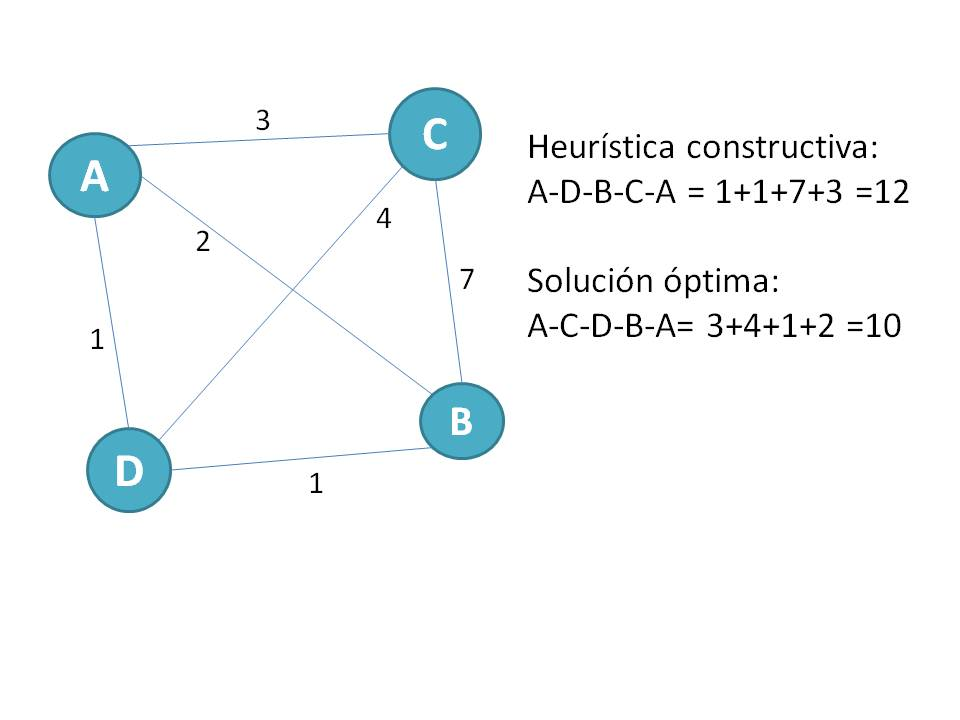 3
C
A
4
2
7
1
B
D
1
Heurística constructiva:
A-D-B-C-A = 1+1+7+3 =12
Solución óptima:
A-C-D-B-A= 3+4+1+2 =10